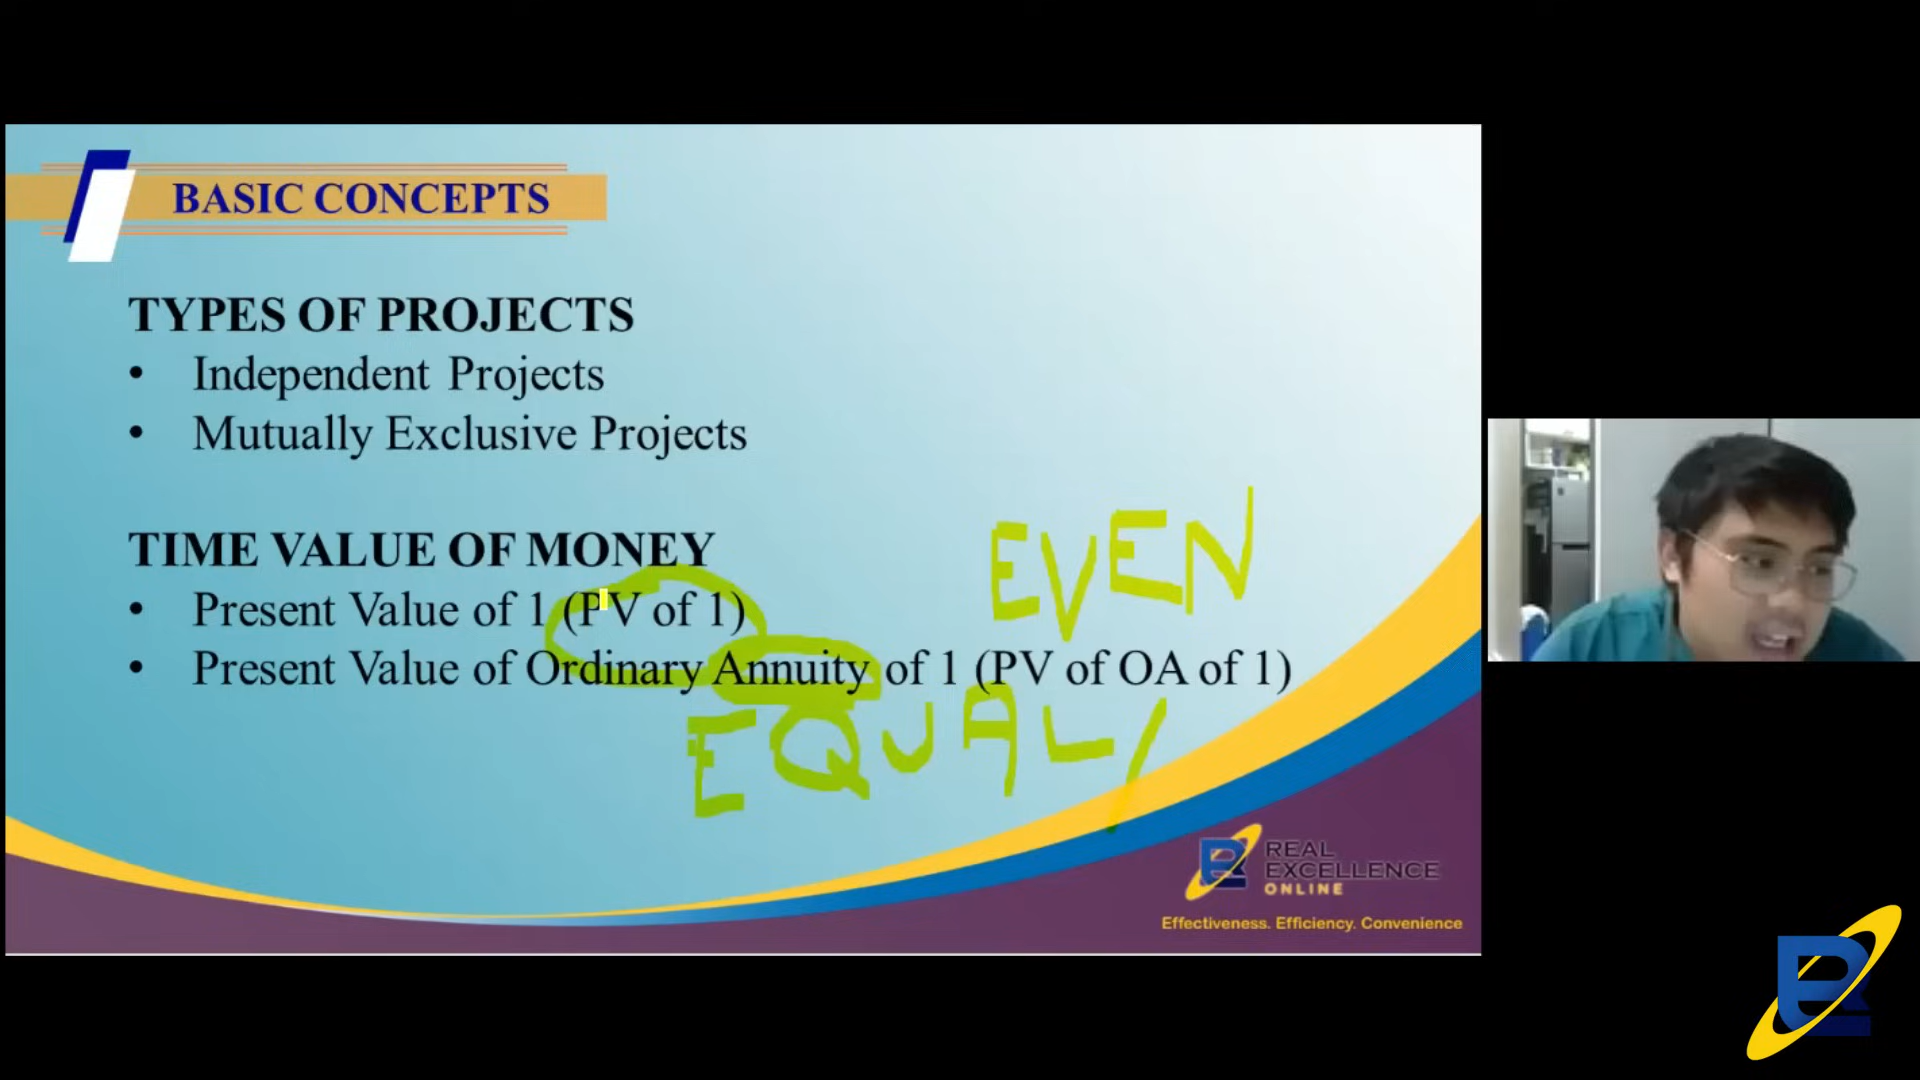 BASIC CONCEPTS
TYPES OF PROJECTS
• Independent Projects
• Mutually Exclusive Projects
TIME VALUE OF MONEY
EVEN
• Present Value of 1 (PV of 1)
• Present Value of Ordinary Annuity of 1 (PV of OA of 1)
EQUAL/
REAL
EXCELLENCE
ONLINE
Effectiveness. Efficiency. Convenience